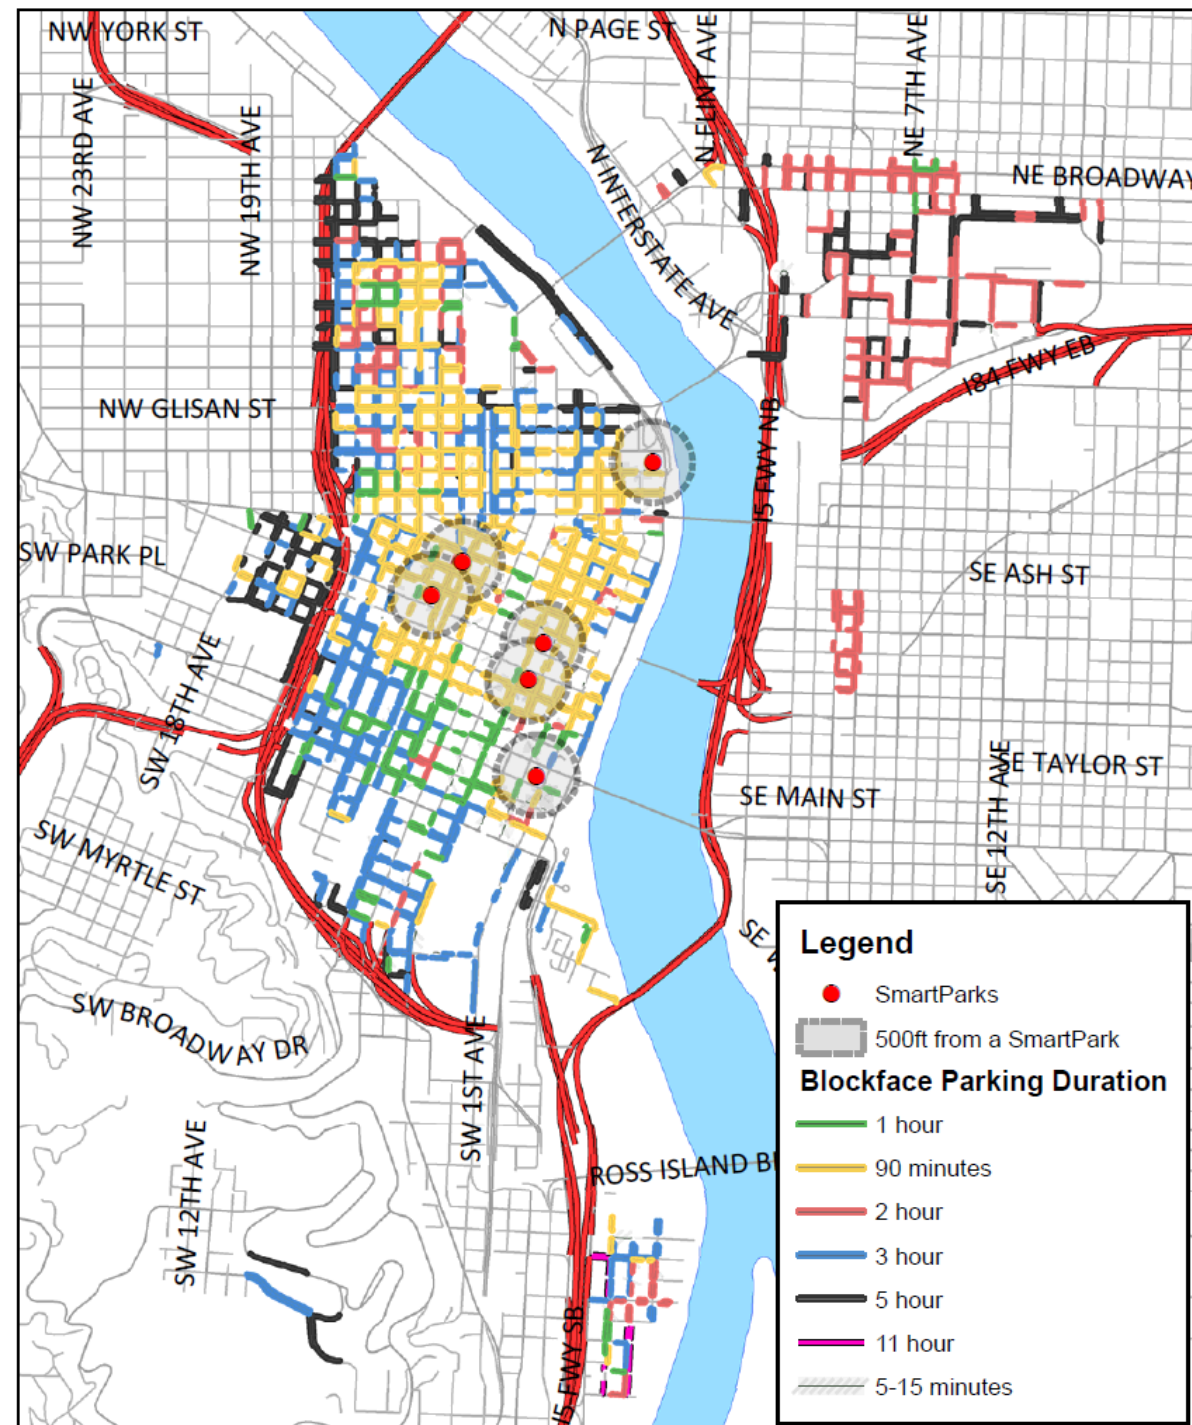 NW YORK ST
N PAGE ST
N FLINT AVE
NE 7TH AVE
NW 23RD AVE
NW 19TH AVE
NE BROADWAY
N INTERSTATE AVE
I84 FWY EB
NW GLISAN ST
I5 FWY NB
SW PARK PL
SE ASH ST
SW 18TH AVE
SE TAYLOR ST
SE MAIN ST
SE 12TH AVE
SW MYRTLE ST
SE
SW BROADWAY DR
SW 1ST AVE
SW 12TH AVE
ROSS ISLAND
I5 FWY SB
Legend
SmartParks
500ft from a SmartPark
Blockface Parking Duration
1 hour
90 minutes
2 hour
3 hour
5 hour
11 hour
5-15 minutes